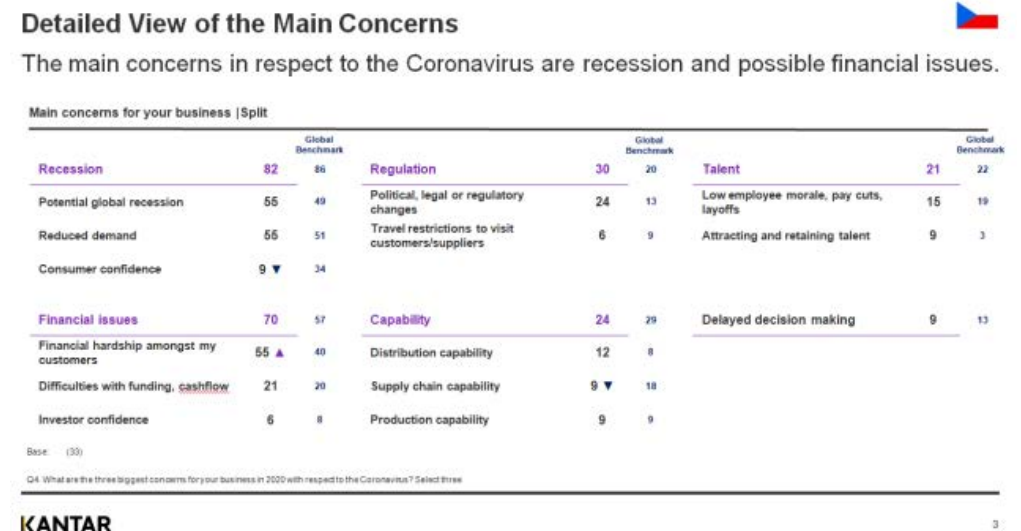 Detailed View of the Main Concerns
The main concerns in respect to the Coronavirus are recession and possible financial issues.
Main concerns for your business |Split
Global Benchmark Global Benchmark Global Benchmark
Recession 82 86 Regulation 30 20 Talent 21 22
Potential global recession 55 49 Political, legal or regulatory changes 24 13 Low employee morale, pay cuts, layoffs 15 19
Reduced demand 55 51 Travel restrictions to visit customers/suppliers 6 9 Attracting and retaining talent 9 3
Consumer confidence 9 ▼ 34
Financial issues 70 57 Capability 24 29 Delayed decision making 9 13
Financial hardship amongst my customers 55 ▲ 40 Distribution capability 12 8
Difficulties with funding, cashflow 21 20 Supply chain capability 9 ▼ 18
Investor confidence 6 8 Production capability 9 9
Base: (33)
Q4. What are the three biggest concerns for your business in 2020 with respect to the Coronavirus? Select three
KANTAR 3